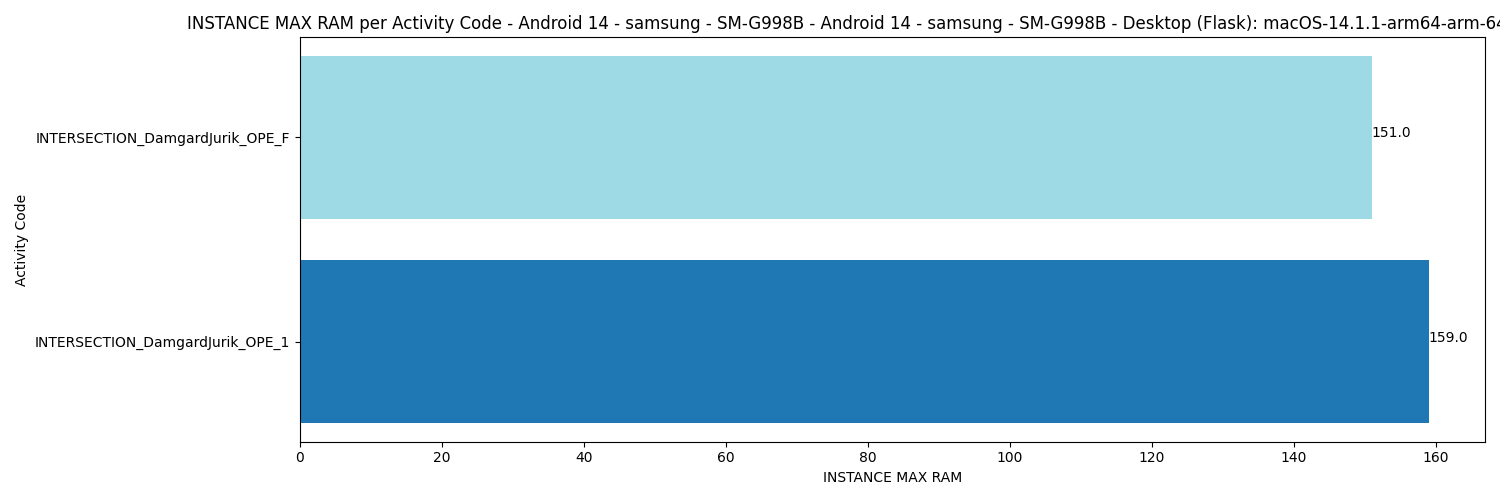 INSTANCE MAX RAM per Activity Code - Android 14 - samsung - SM-G998B - Android 14 - samsung - SM-G998B - Desktop (Flask): macOS-14.1.1-arm64-arm-64
INTERSECTION_DamgardJurik_OPE_F
151.0
Activity Code
INTERSECTION_DamgardJurik_OPE_1
159.0
0 20 40 60 80 100 120 140 160
INSTANCE MAX RAM